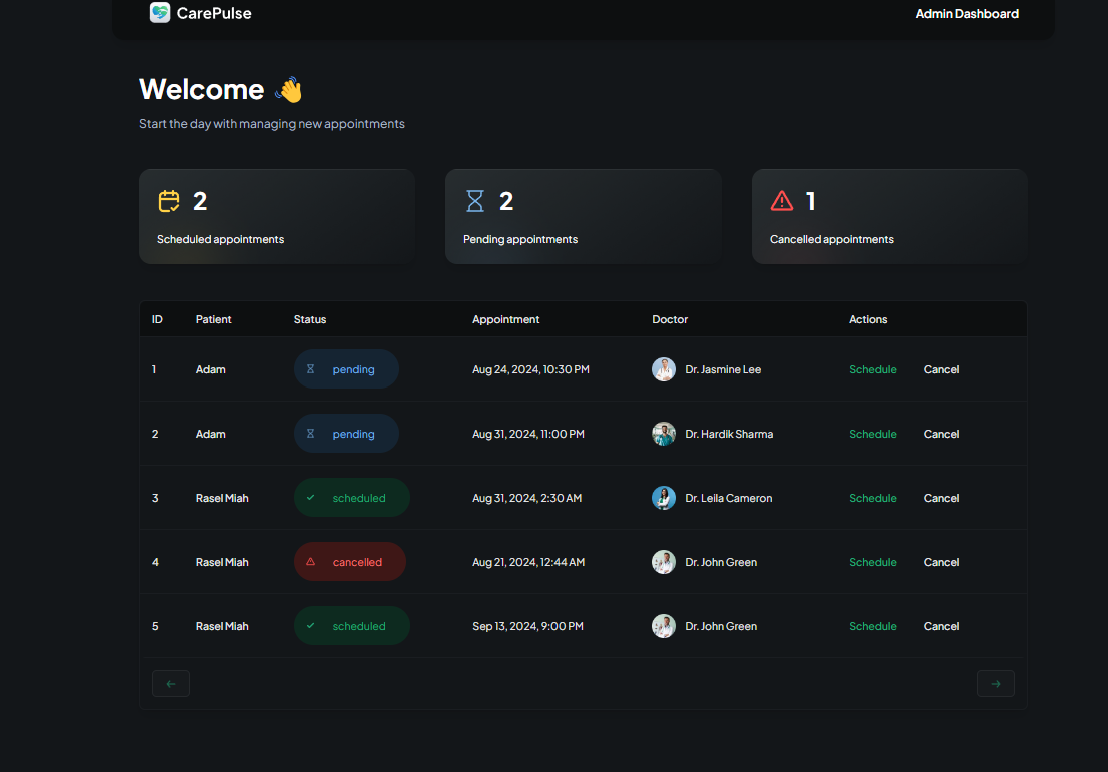 CarePulse Admin Dashboard
Welcome 👋
Start the day with managing new appointments
2 2 1
Scheduled appointments Pending appointments Cancelled appointments
ID Patient Status Appointment Doctor Actions
1 Adam pending Aug 24, 2024, 10:30 PM Dr. Jasmine Lee Schedule Cancel
2 Adam pending Aug 31, 2024, 11:00 PM Dr. Hardik Sharma Schedule Cancel
3 Rasel Miah scheduled Aug 31, 2024, 2:30 AM Dr. Leila Cameron Schedule Cancel
4 Rasel Miah cancelled Aug 21, 2024, 12:44 AM Dr. John Green Schedule Cancel
5 Rasel Miah scheduled Sep 13, 2024, 9:00 PM Dr. John Green Schedule Cancel